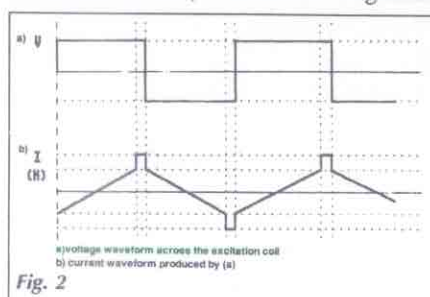 a) V
b) I
(H)
a)voltage waveform across the excitation coil
b) current waveform produced by (a)
Fig. 2